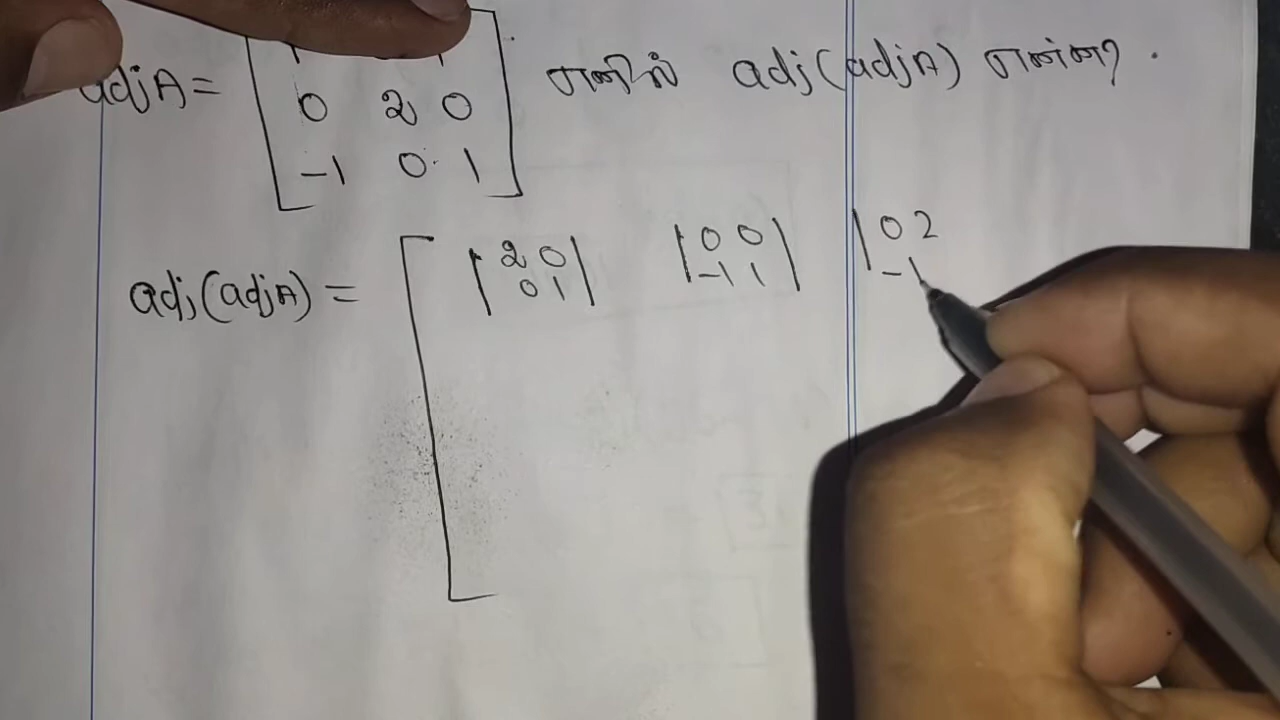 adjA = எனில் adj(adjA) என்ன? .
0 2 0
-1 0 1
adj(adjA) = | 2 0 | | 0 0 | | 0 2
0 1 -1 1 -1